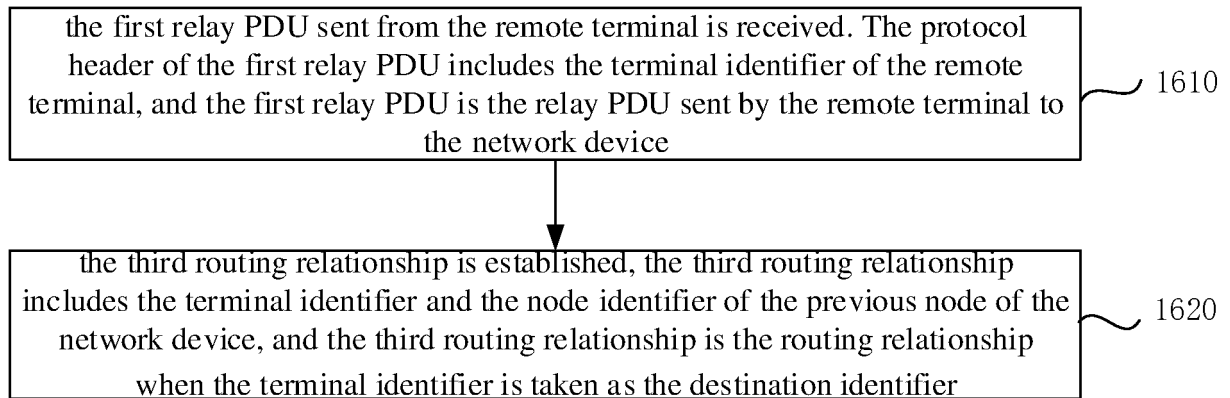 the first relay PDU sent from the remote terminal is received. The protocol
header of the first relay PDU includes the terminal identifier of the remote
terminal, and the first relay PDU is the relay PDU sent by the remote terminal to
the network device
1610
the third routing relationship is established, the third routing relationship
includes the terminal identifier and the node identifier of the previous node of the
network device, and the third routing relationship is the routing relationship
when the terminal identifier is taken as the destination identifier
1620